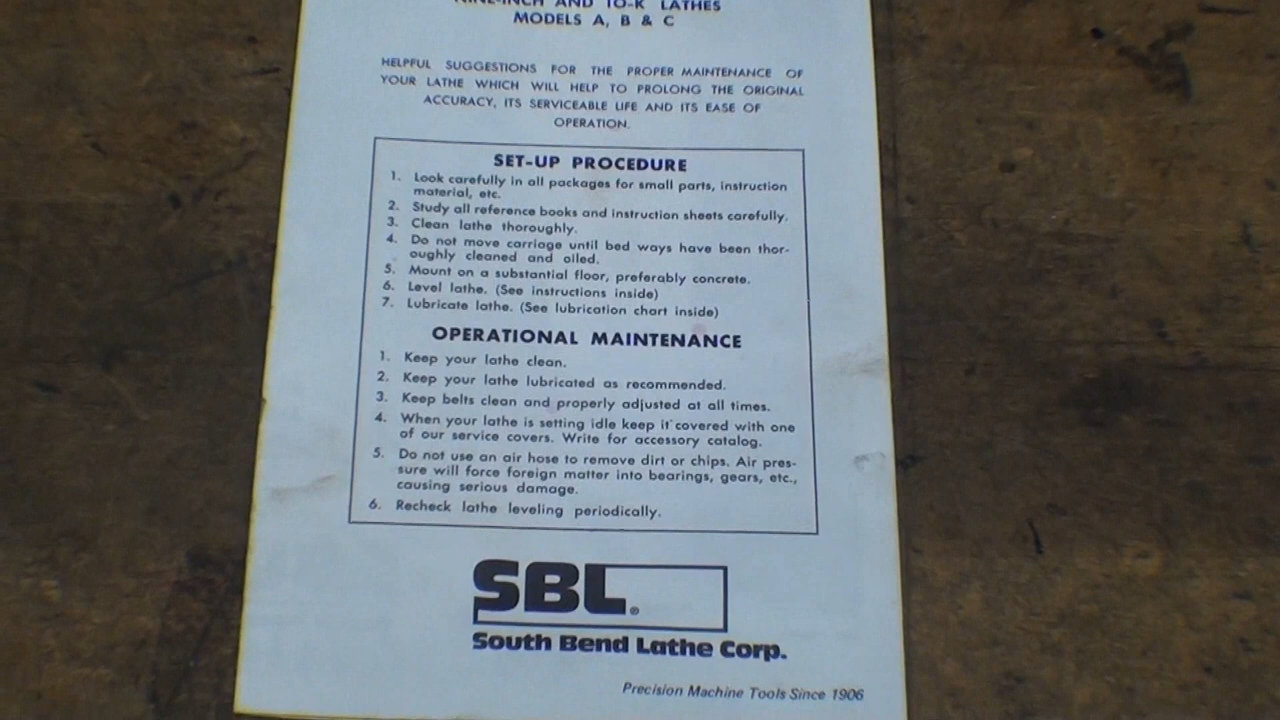 NINE-INCH AND 10-K LATHES
MODELS A, B & C
HELPFUL SUGGESTIONS FOR THE PROPER MAINTENANCE OF
YOUR LATHE WHICH WILL HELP TO PROLONG THE ORIGINAL
ACCURACY, ITS SERVICEABLE LIFE AND ITS EASE OF
OPERATION.
SET-UP PROCEDURE
1. Look carefully in all packages for small parts, instruction
material, etc.
2. Study all reference books and instruction sheets carefully.
3. Clean lathe thoroughly.
4. Do not move carriage until bed ways have been thor-
oughly cleaned and oiled.
5. Mount on a substantial floor, preferably concrete.
6. Level lathe. (See instructions inside)
7. Lubricate lathe. (See lubrication chart inside)
OPERATIONAL MAINTENANCE
1. Keep your lathe clean.
2. Keep your lathe lubricated as recommended.
3. Keep belts clean and properly adjusted at all times.
4. When your lathe is setting idle keep it covered with one
of our service covers. Write for accessory catalog.
5. Do not use an air hose to remove dirt or chips. Air pres-
sure will force foreign matter into bearings, gears, etc.,
causing serious damage.
6. Recheck lathe leveling periodically.
SBL®
South Bend Lathe Corp.
Precision Machine Tools Since 1906